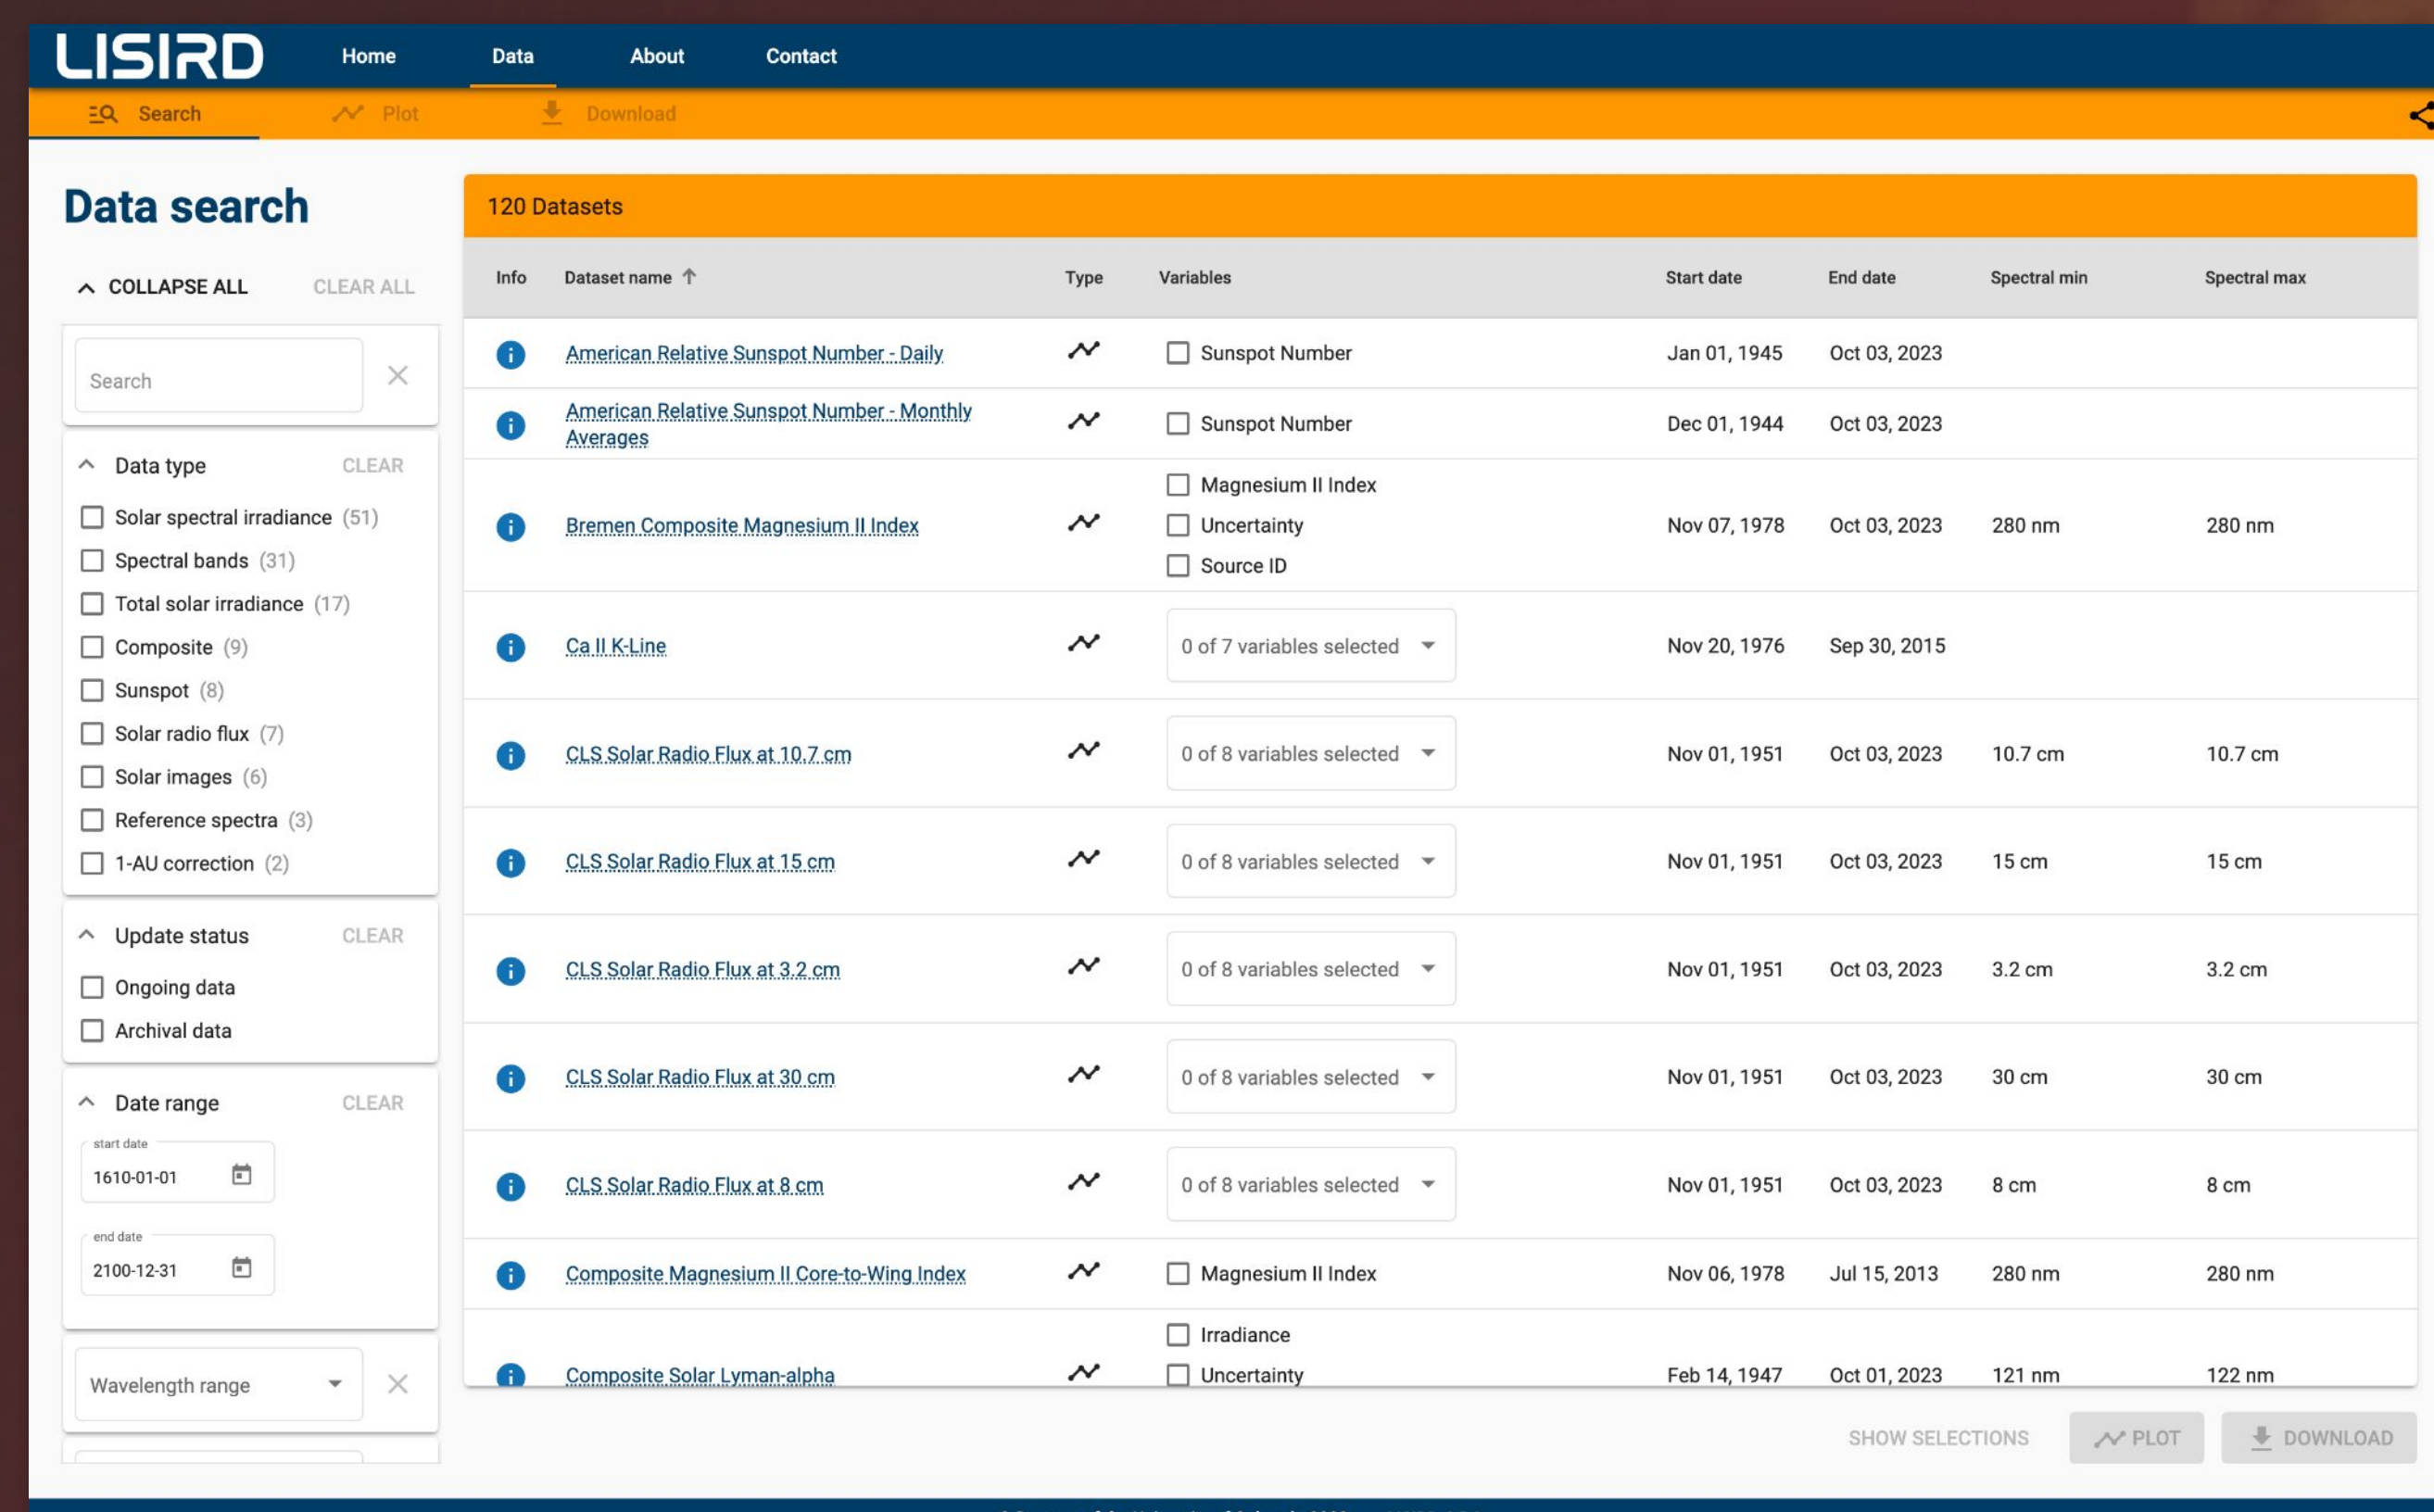 LISIRD
Home
Data
About
Contact
Search
Plot
Download
Data search
COLLAPSE ALL
CLEAR ALL
Search
Data type
CLEAR
Solar spectral irradiance (51)
Spectral bands (31)
Total solar irradiance (17)
Composite (9)
Sunspot (8)
Solar radio flux (7)
Solar images (6)
Reference spectra (3)
1-AU correction (2)
Update status
CLEAR
Ongoing data
Archival data
Date range
CLEAR
start date
1610-01-01
end date
2100-12-31
Wavelength range
120 Datasets
Info Dataset name Type Variables Start date End date Spectral min Spectral max
American Relative Sunspot Number - Daily Sunspot Number Jan 01, 1945 Oct 03, 2023
American Relative Sunspot Number - Monthly
Averages Sunspot Number Dec 01, 1944 Oct 03, 2023
Magnesium II Index
Bremen Composite Magnesium II Index Uncertainty Nov 07, 1978 Oct 03, 2023 280 nm 280 nm
Source ID
Ca II K-Line 0 of 7 variables selected Nov 20, 1976 Sep 30, 2015
CLS Solar Radio Flux at 10.7 cm 0 of 8 variables selected Nov 01, 1951 Oct 03, 2023 10.7 cm 10.7 cm
CLS Solar Radio Flux at 15 cm 0 of 8 variables selected Nov 01, 1951 Oct 03, 2023 15 cm 15 cm
CLS Solar Radio Flux at 3.2 cm 0 of 8 variables selected Nov 01, 1951 Oct 03, 2023 3.2 cm 3.2 cm
CLS Solar Radio Flux at 30 cm 0 of 8 variables selected Nov 01, 1951 Oct 03, 2023 30 cm 30 cm
CLS Solar Radio Flux at 8 cm 0 of 8 variables selected Nov 01, 1951 Oct 03, 2023 8 cm 8 cm
Composite Magnesium II Core-to-Wing Index Magnesium II Index Nov 06, 1978 Jul 15, 2013 280 nm 280 nm
Irradiance
Composite Solar Lyman-alpha Uncertainty Feb 14, 1947 Oct 01, 2023 121 nm 122 nm
SHOW SELECTIONS
PLOT
DOWNLOAD